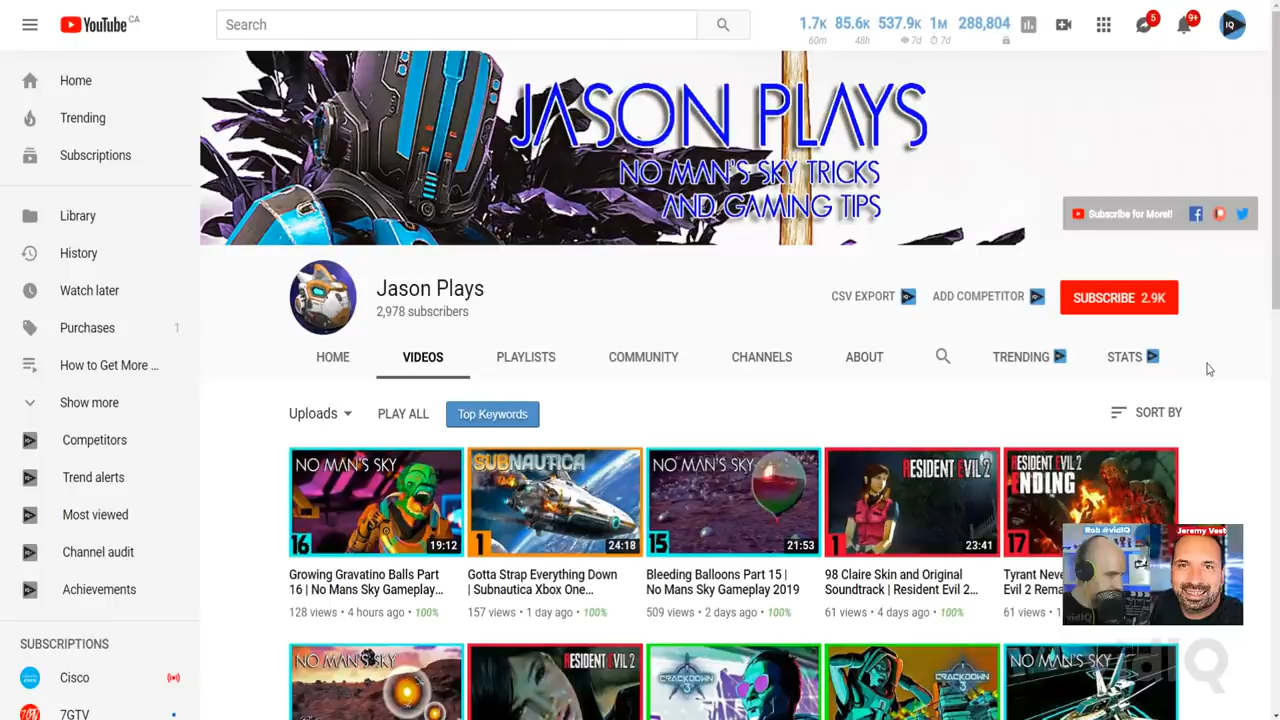 YouTube CA
Search
1.7K 85.6K 537.9K 1M 288,804
60m 48h 7d 7d
5
9+
IQ
Home
Trending
Subscriptions
Library
History
Watch later
Purchases 1
How to Get More ...
Show more
Competitors
Trend alerts
Most viewed
Channel audit
Achievements
SUBSCRIPTIONS
Cisco
7GTV
JASON PLAYS
NO MAN'S SKY TRICKS
AND GAMING TIPS
Subscribe for More!!
Jason Plays
2,978 subscribers
CSV EXPORT
ADD COMPETITOR
SUBSCRIBE 2.9K
HOME
VIDEOS
PLAYLISTS
COMMUNITY
CHANNELS
ABOUT
TRENDING
STATS
Uploads
PLAY ALL
Top Keywords
SORT BY
NO MAN'S SKY
16
19:12
Growing Gravatino Balls Part
16 | No Mans Sky Gameplay...
128 views • 4 hours ago • 100%
SUBNAUTICA
1
24:18
Gotta Strap Everything Down
| Subnautica Xbox One...
157 views • 1 day ago • 100%
NO MAN'S SKY
15
21:53
Bleeding Balloons Part 15 |
No Mans Sky Gameplay 2019
509 views • 2 days ago • 100%
RESIDENT EVIL 2
1
23:41
98 Claire Skin and Original
Soundtrack | Resident Evil 2...
61 views • 4 days ago • 100%
RESIDENT EVIL 2
ENDING
17
Tyrant Neve
Evil 2 Rema
61 views • 1
Rob @vidIQ
Jeremy Vest
vidIQ
NO MAN'S SKY
RESIDENT EVIL 2
CRACKDOWN
3
CRACKDOWN
3
NO MAN'S SKY
vidIQ